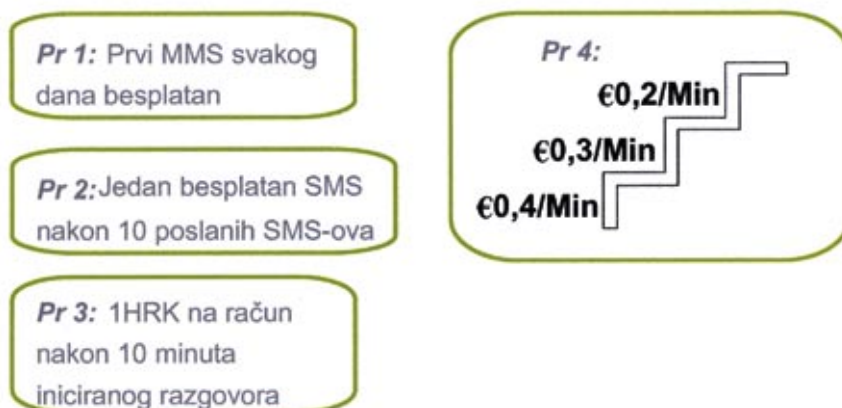 Pr 1: Prvi MMS svakog
dana besplatan
Pr 2:Jedan besplatan SMS
nakon 10 poslanih SMS-ova
Pr 3: 1HRK na račun
nakon 10 minuta
iniciranog razgovora
Pr 4:
€0,2/Min
€0,3/Min
€0,4/Min